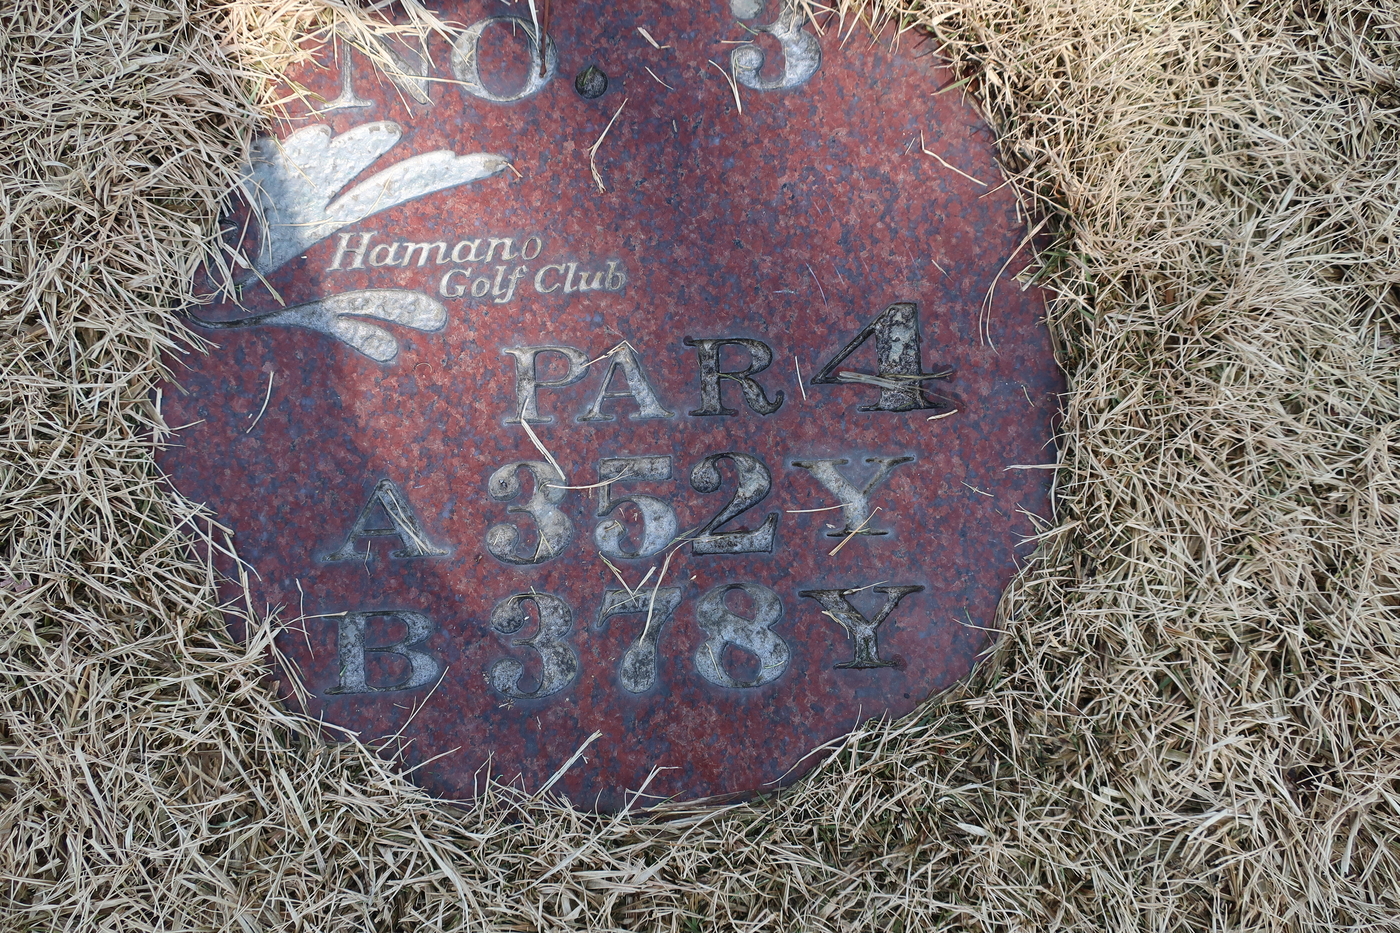 NO. 3
Hamano
Golf Club
PAR 4
A 352Y
B 378Y